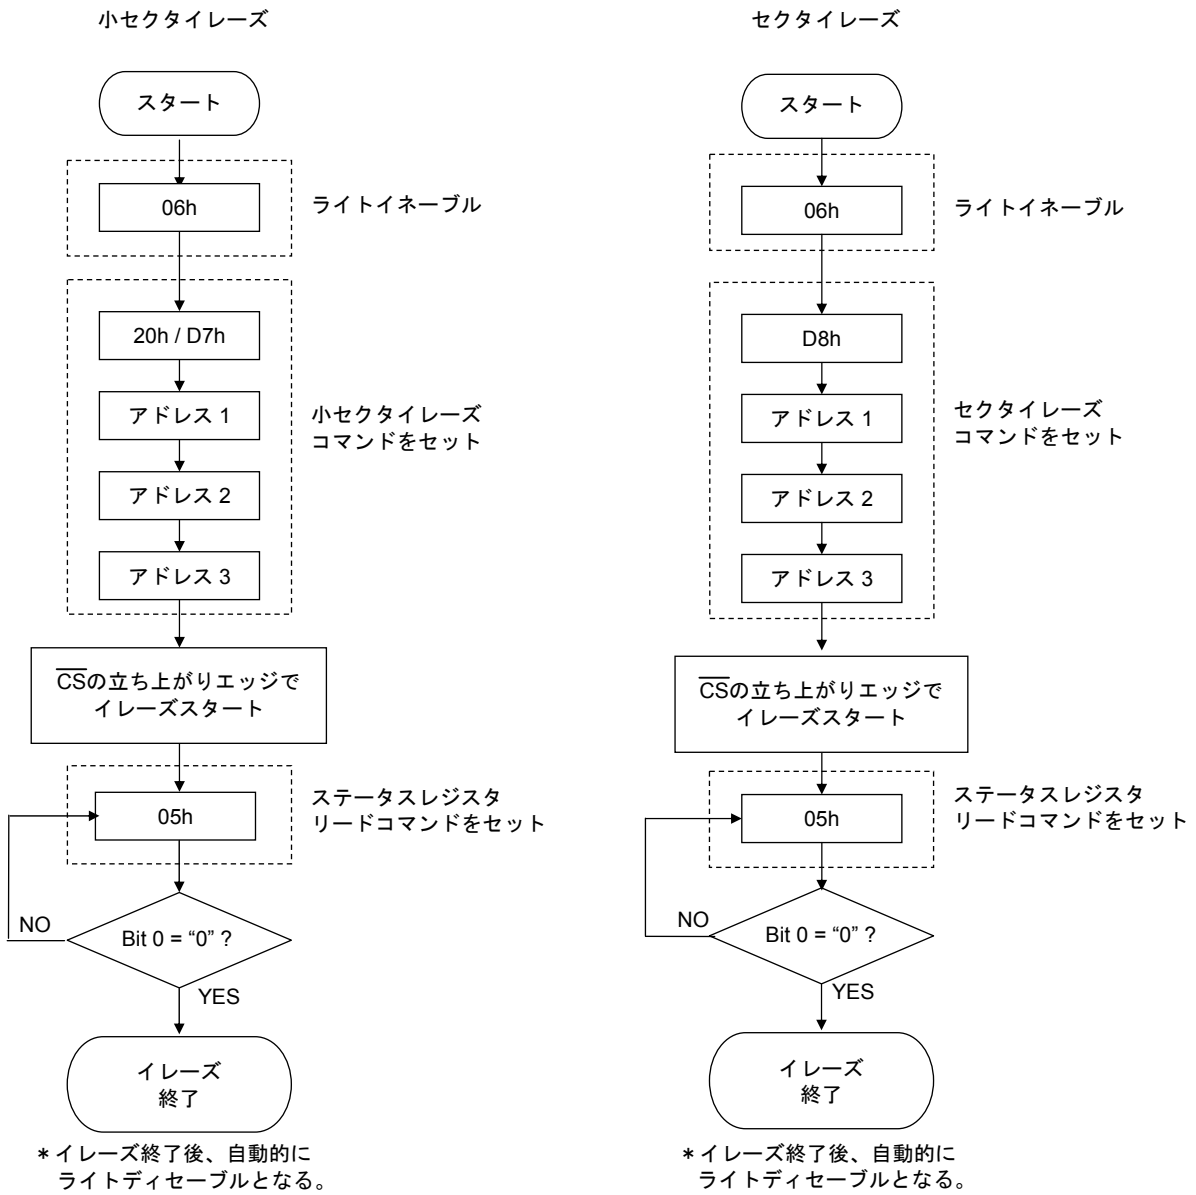 小セクタイレーズ
スタート
06h
ライトイネーブル
20h / D7h
アドレス 1
アドレス 2
アドレス 3
小セクタイレーズ
コマンドをセット
CSの立ち上がりエッジで
イレーズスタート
05h
ステータスレジスタ
リードコマンドをセット
Bit 0 = “0” ?
NO
YES
イレーズ
終了
* イレーズ終了後、自動的に
ライトディセーブルとなる。
セクタイレーズ
スタート
06h
ライトイネーブル
D8h
アドレス 1
アドレス 2
アドレス 3
セクタイレーズ
コマンドをセット
CSの立ち上がりエッジで
イレーズスタート
05h
ステータスレジスタ
リードコマンドをセット
Bit 0 = “0” ?
NO
YES
イレーズ
終了
* イレーズ終了後、自動的に
ライトディセーブルとなる。